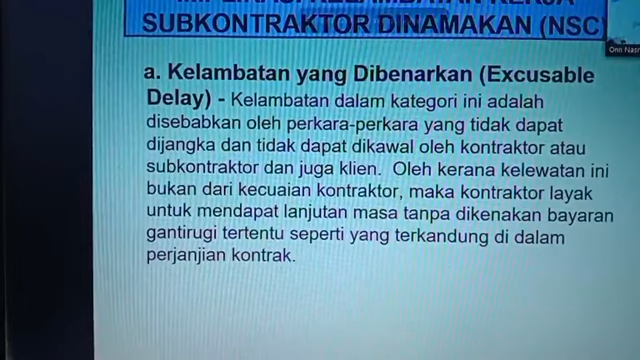 SUBKONTRAKTOR DINAMAKAN (NSC)
a. Kelambatan yang Dibenarkan (Excusable
Delay) - Kelambatan dalam kategori ini adalah
disebabkan oleh perkara-perkara yang tidak dapat
dijangka dan tidak dapat dikawal oleh kontraktor atau
subkontraktor dan juga klien. Oleh kerana kelewatan ini
bukan dari kecuaian kontraktor, maka kontraktor layak
untuk mendapat lanjutan masa tanpa dikenakan bayaran
gantirugi tertentu seperti yang terkandung di dalam
perjanjian kontrak.